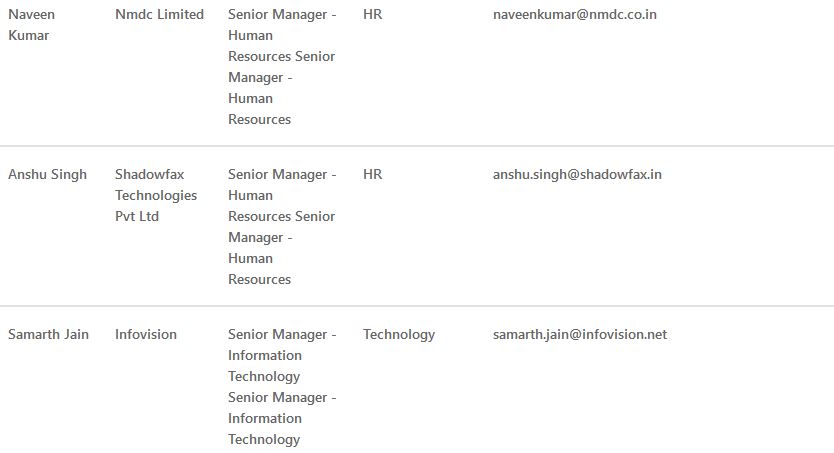 Naveen Kumar
Nmdc Limited
Senior Manager -
Human
Resources Senior
Manager -
Human
Resources
HR
naveenkumar@nmdc.co.in
Anshu Singh
Shadowfax
Technologies
Pvt Ltd
Senior Manager -
Human
Resources Senior
Manager -
Human
Resources
HR
anshu.singh@shadowfax.in
Samarth Jain
Infovision
Senior Manager -
Information
Technology
Senior Manager -
Information
Technology
Technology
samarth.jain@infovision.net